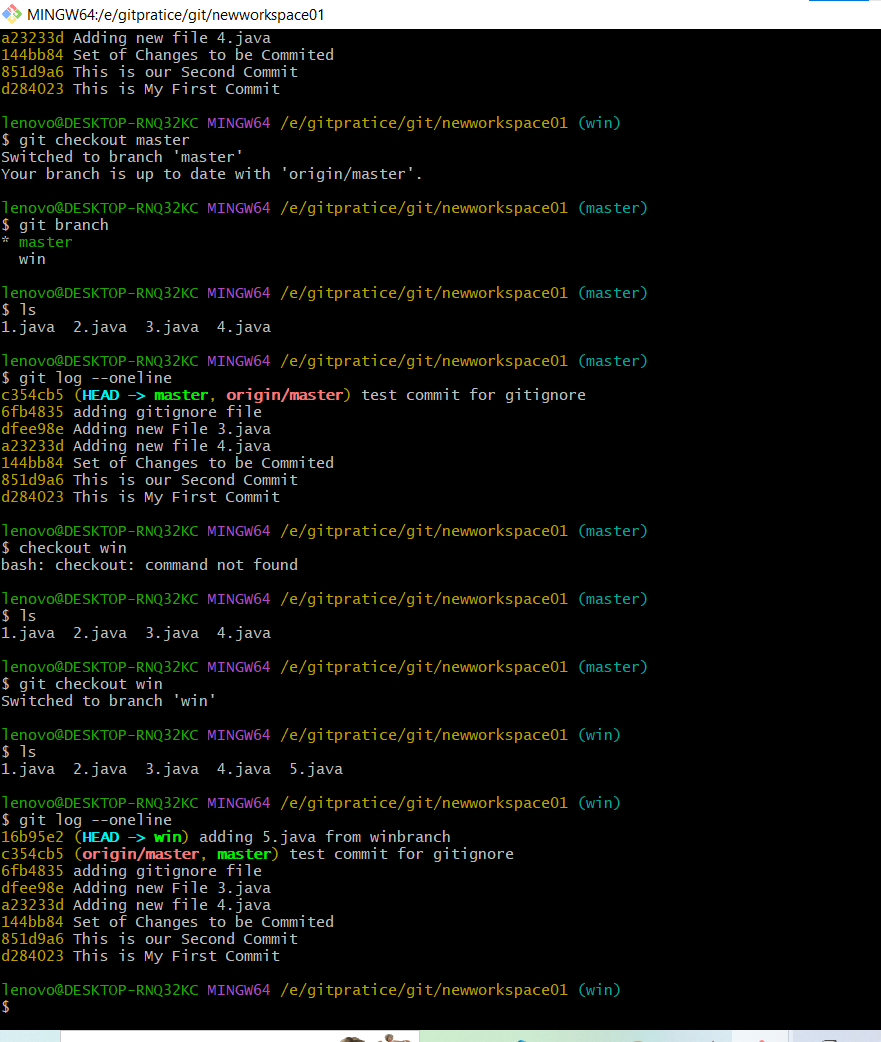 MINGW64:/e/gitpratice/git/newworkspace01
a23233d Adding new file 4.java
144bb84 Set of Changes to be Commited
851d9a6 This is our Second Commit
d284023 This is My First Commit
lenovo@DESKTOP-RNQ32KC MINGW64 /e/gitpratice/git/newworkspace01 (win)
$ git checkout master
Switched to branch 'master'
Your branch is up to date with 'origin/master'.
lenovo@DESKTOP-RNQ32KC MINGW64 /e/gitpratice/git/newworkspace01 (master)
$ git branch
* master
  win
lenovo@DESKTOP-RNQ32KC MINGW64 /e/gitpratice/git/newworkspace01 (master)
$ ls
1.java  2.java  3.java  4.java
lenovo@DESKTOP-RNQ32KC MINGW64 /e/gitpratice/git/newworkspace01 (master)
$ git log --oneline
c354cb5 (HEAD -> master, origin/master) test commit for gitignore
6fb4835 adding gitignore file
dfee98e Adding new File 3.java
a23233d Adding new file 4.java
144bb84 Set of Changes to be Commited
851d9a6 This is our Second Commit
d284023 This is My First Commit
lenovo@DESKTOP-RNQ32KC MINGW64 /e/gitpratice/git/newworkspace01 (master)
$ checkout win
bash: checkout: command not found
lenovo@DESKTOP-RNQ32KC MINGW64 /e/gitpratice/git/newworkspace01 (master)
$ ls
1.java  2.java  3.java  4.java
lenovo@DESKTOP-RNQ32KC MINGW64 /e/gitpratice/git/newworkspace01 (master)
$ git checkout win
Switched to branch 'win'
lenovo@DESKTOP-RNQ32KC MINGW64 /e/gitpratice/git/newworkspace01 (win)
$ ls
1.java  2.java  3.java  4.java  5.java
lenovo@DESKTOP-RNQ32KC MINGW64 /e/gitpratice/git/newworkspace01 (win)
$ git log --oneline
16b95e2 (HEAD -> win) adding 5.java from winbranch
c354cb5 (origin/master, master) test commit for gitignore
6fb4835 adding gitignore file
dfee98e Adding new File 3.java
a23233d Adding new file 4.java
144bb84 Set of Changes to be Commited
851d9a6 This is our Second Commit
d284023 This is My First Commit
lenovo@DESKTOP-RNQ32KC MINGW64 /e/gitpratice/git/newworkspace01 (win)
$